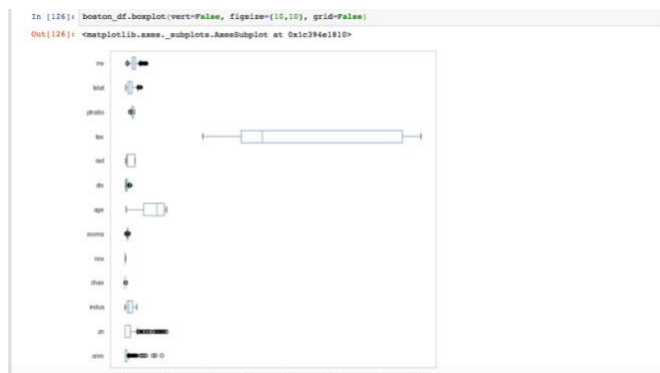 In [126]: boston_df.boxplot(vert=False, figsize=(10,10), grid=False)
Out[126]: <matplotlib.axes._subplots.AxesSubplot at 0x1c394e1810>
mv
lstat
ptratio
tax
rad
dis
age
rooms
nox
chas
indus
zn
crim